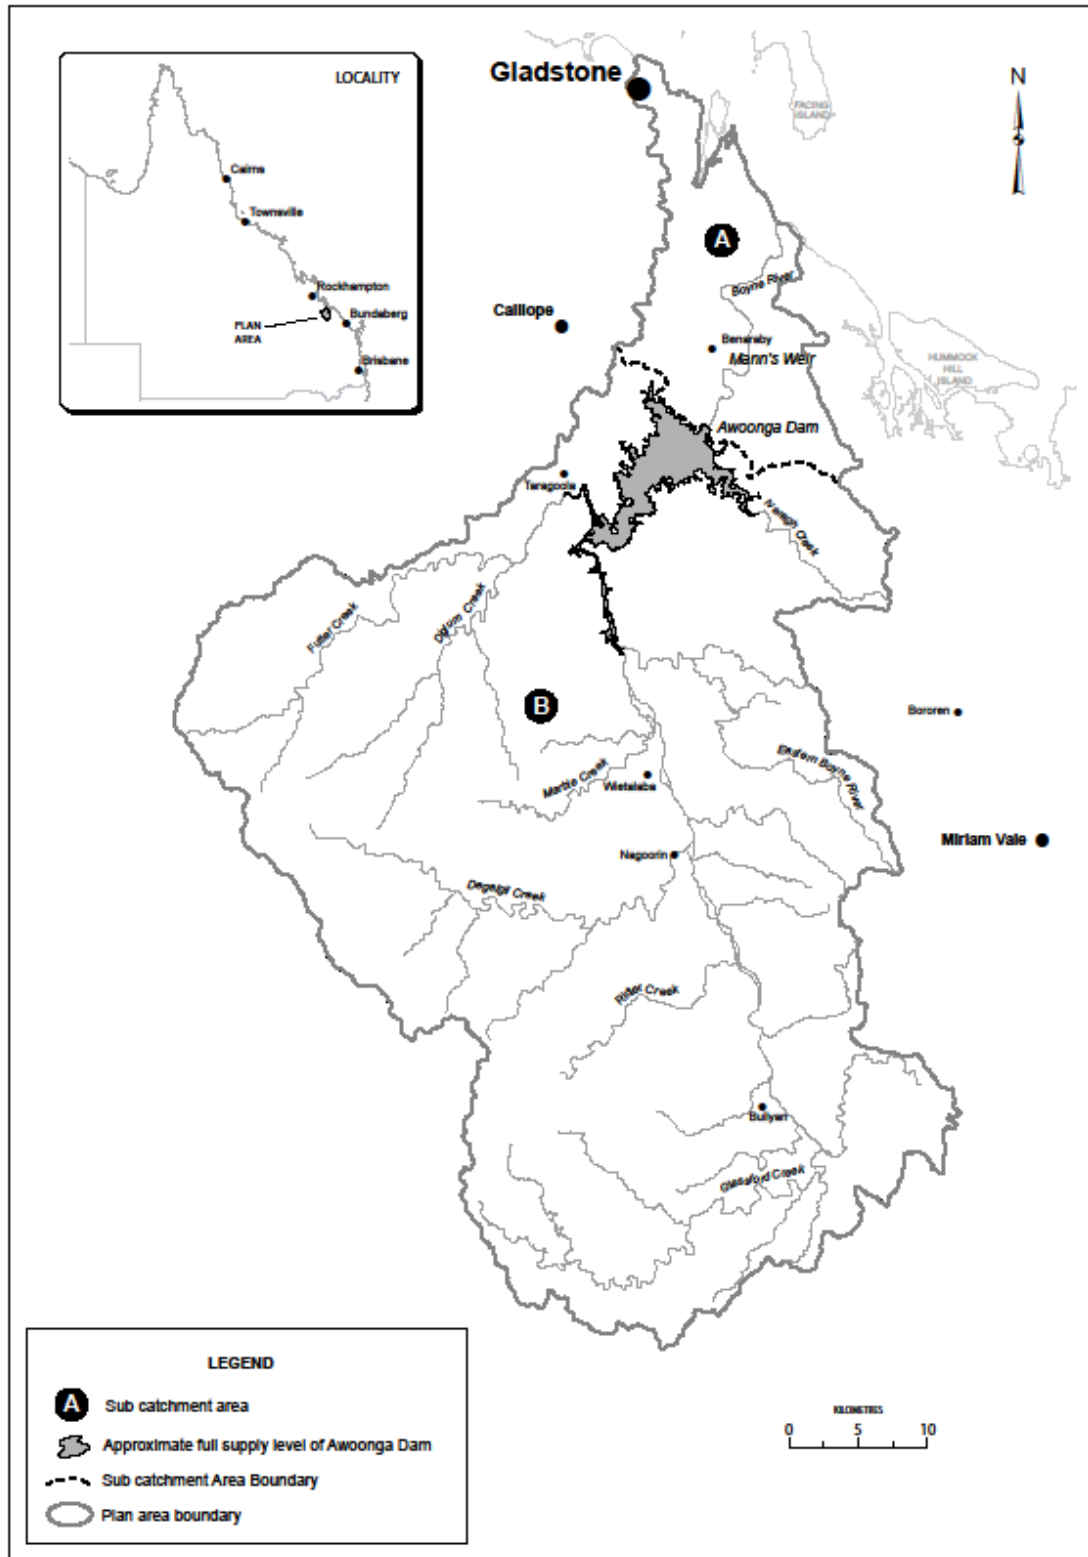 LOCALITY
Cairns
Townsville
Rockhampton
Bundaberg
PLAN
AREA
Brisbane
Gladstone
FACING
ISLAND
N
A
Boyne River
Calliope
Benaraby
Mann's Weir
HUMMOCK
HILL
ISLAND
Awoonga Dam
Taragoola
Iveragh Creek
Futter Creek
Diglum Creek
B
Bororen
Eastern Boyne River
Marble Creek
Wietalaba
Miriam Vale
Nagoorin
Degalgil Creek
Rider Creek
Builyan
Glassford Creek
LEGEND
A Sub catchment area
Approximate full supply level of Awoonga Dam
Sub catchment Area Boundary
Plan area boundary
KILOMETRES
0 5 10